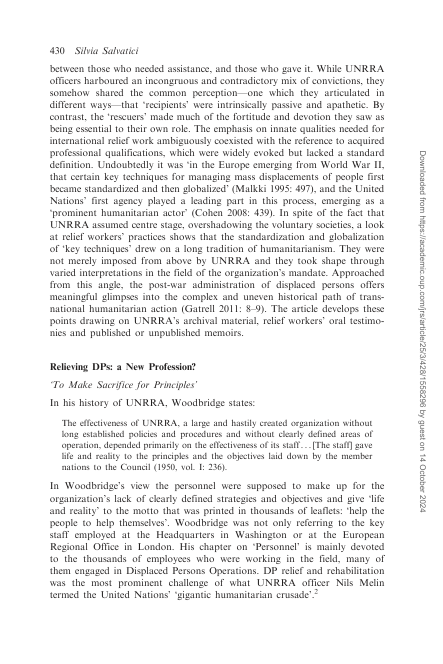 430   Silvia Salvatici
between those who needed assistance, and those who gave it. While UNRRA
officers harboured an incongruous and contradictory mix of convictions, they
somehow shared the common perception—one which they articulated in
different ways—that ‘recipients’ were intrinsically passive and apathetic. By
contrast, the ‘rescuers’ made much of the fortitude and devotion they saw as
being essential to their own role. The emphasis on innate qualities needed for
international relief work ambiguously coexisted with the reference to acquired
professional qualifications, which were widely evoked but lacked a standard
definition. Undoubtedly it was ‘in the Europe emerging from World War II,
that certain key techniques for managing mass displacements of people first
became standardized and then globalized’ (Malkki 1995: 497), and the United
Nations’ first agency played a leading part in this process, emerging as a
‘prominent humanitarian actor’ (Cohen 2008: 439). In spite of the fact that
UNRRA assumed centre stage, overshadowing the voluntary societies, a look
at relief workers’ practices shows that the standardization and globalization
of ‘key techniques’ drew on a long tradition of humanitarianism. They were
not merely imposed from above by UNRRA and they took shape through
varied interpretations in the field of the organization’s mandate. Approached
from this angle, the post-war administration of displaced persons offers
meaningful glimpses into the complex and uneven historical path of trans-
national humanitarian action (Gatrell 2011: 8–9). The article develops these
points drawing on UNRRA’s archival material, relief workers’ oral testimo-
nies and published or unpublished memoirs.
Relieving DPs: a New Profession?
‘To Make Sacrifice for Principles’
In his history of UNRRA, Woodbridge states:
The effectiveness of UNRRA, a large and hastily created organization without
long established policies and procedures and without clearly defined areas of
operation, depended primarily on the effectiveness of its staff . . . [The staff] gave
life and reality to the principles and the objectives laid down by the member
nations to the Council (1950, vol. I: 236).
In Woodbridge’s view the personnel were supposed to make up for the
organization’s lack of clearly defined strategies and objectives and give ‘life
and reality’ to the motto that was printed in thousands of leaflets: ‘help the
people to help themselves’. Woodbridge was not only referring to the key
staff employed at the Headquarters in Washington or at the European
Regional Office in London. His chapter on ‘Personnel’ is mainly devoted
to the thousands of employees who were working in the field, many of
them engaged in Displaced Persons Operations. DP relief and rehabilitation
was the most prominent challenge of what UNRRA officer Nils Melin
termed the United Nations’ ‘gigantic humanitarian crusade’.2
Downloaded from https://academic.oup.com/jrs/article/25/3/428/1558296 by guest on 14 October 2024